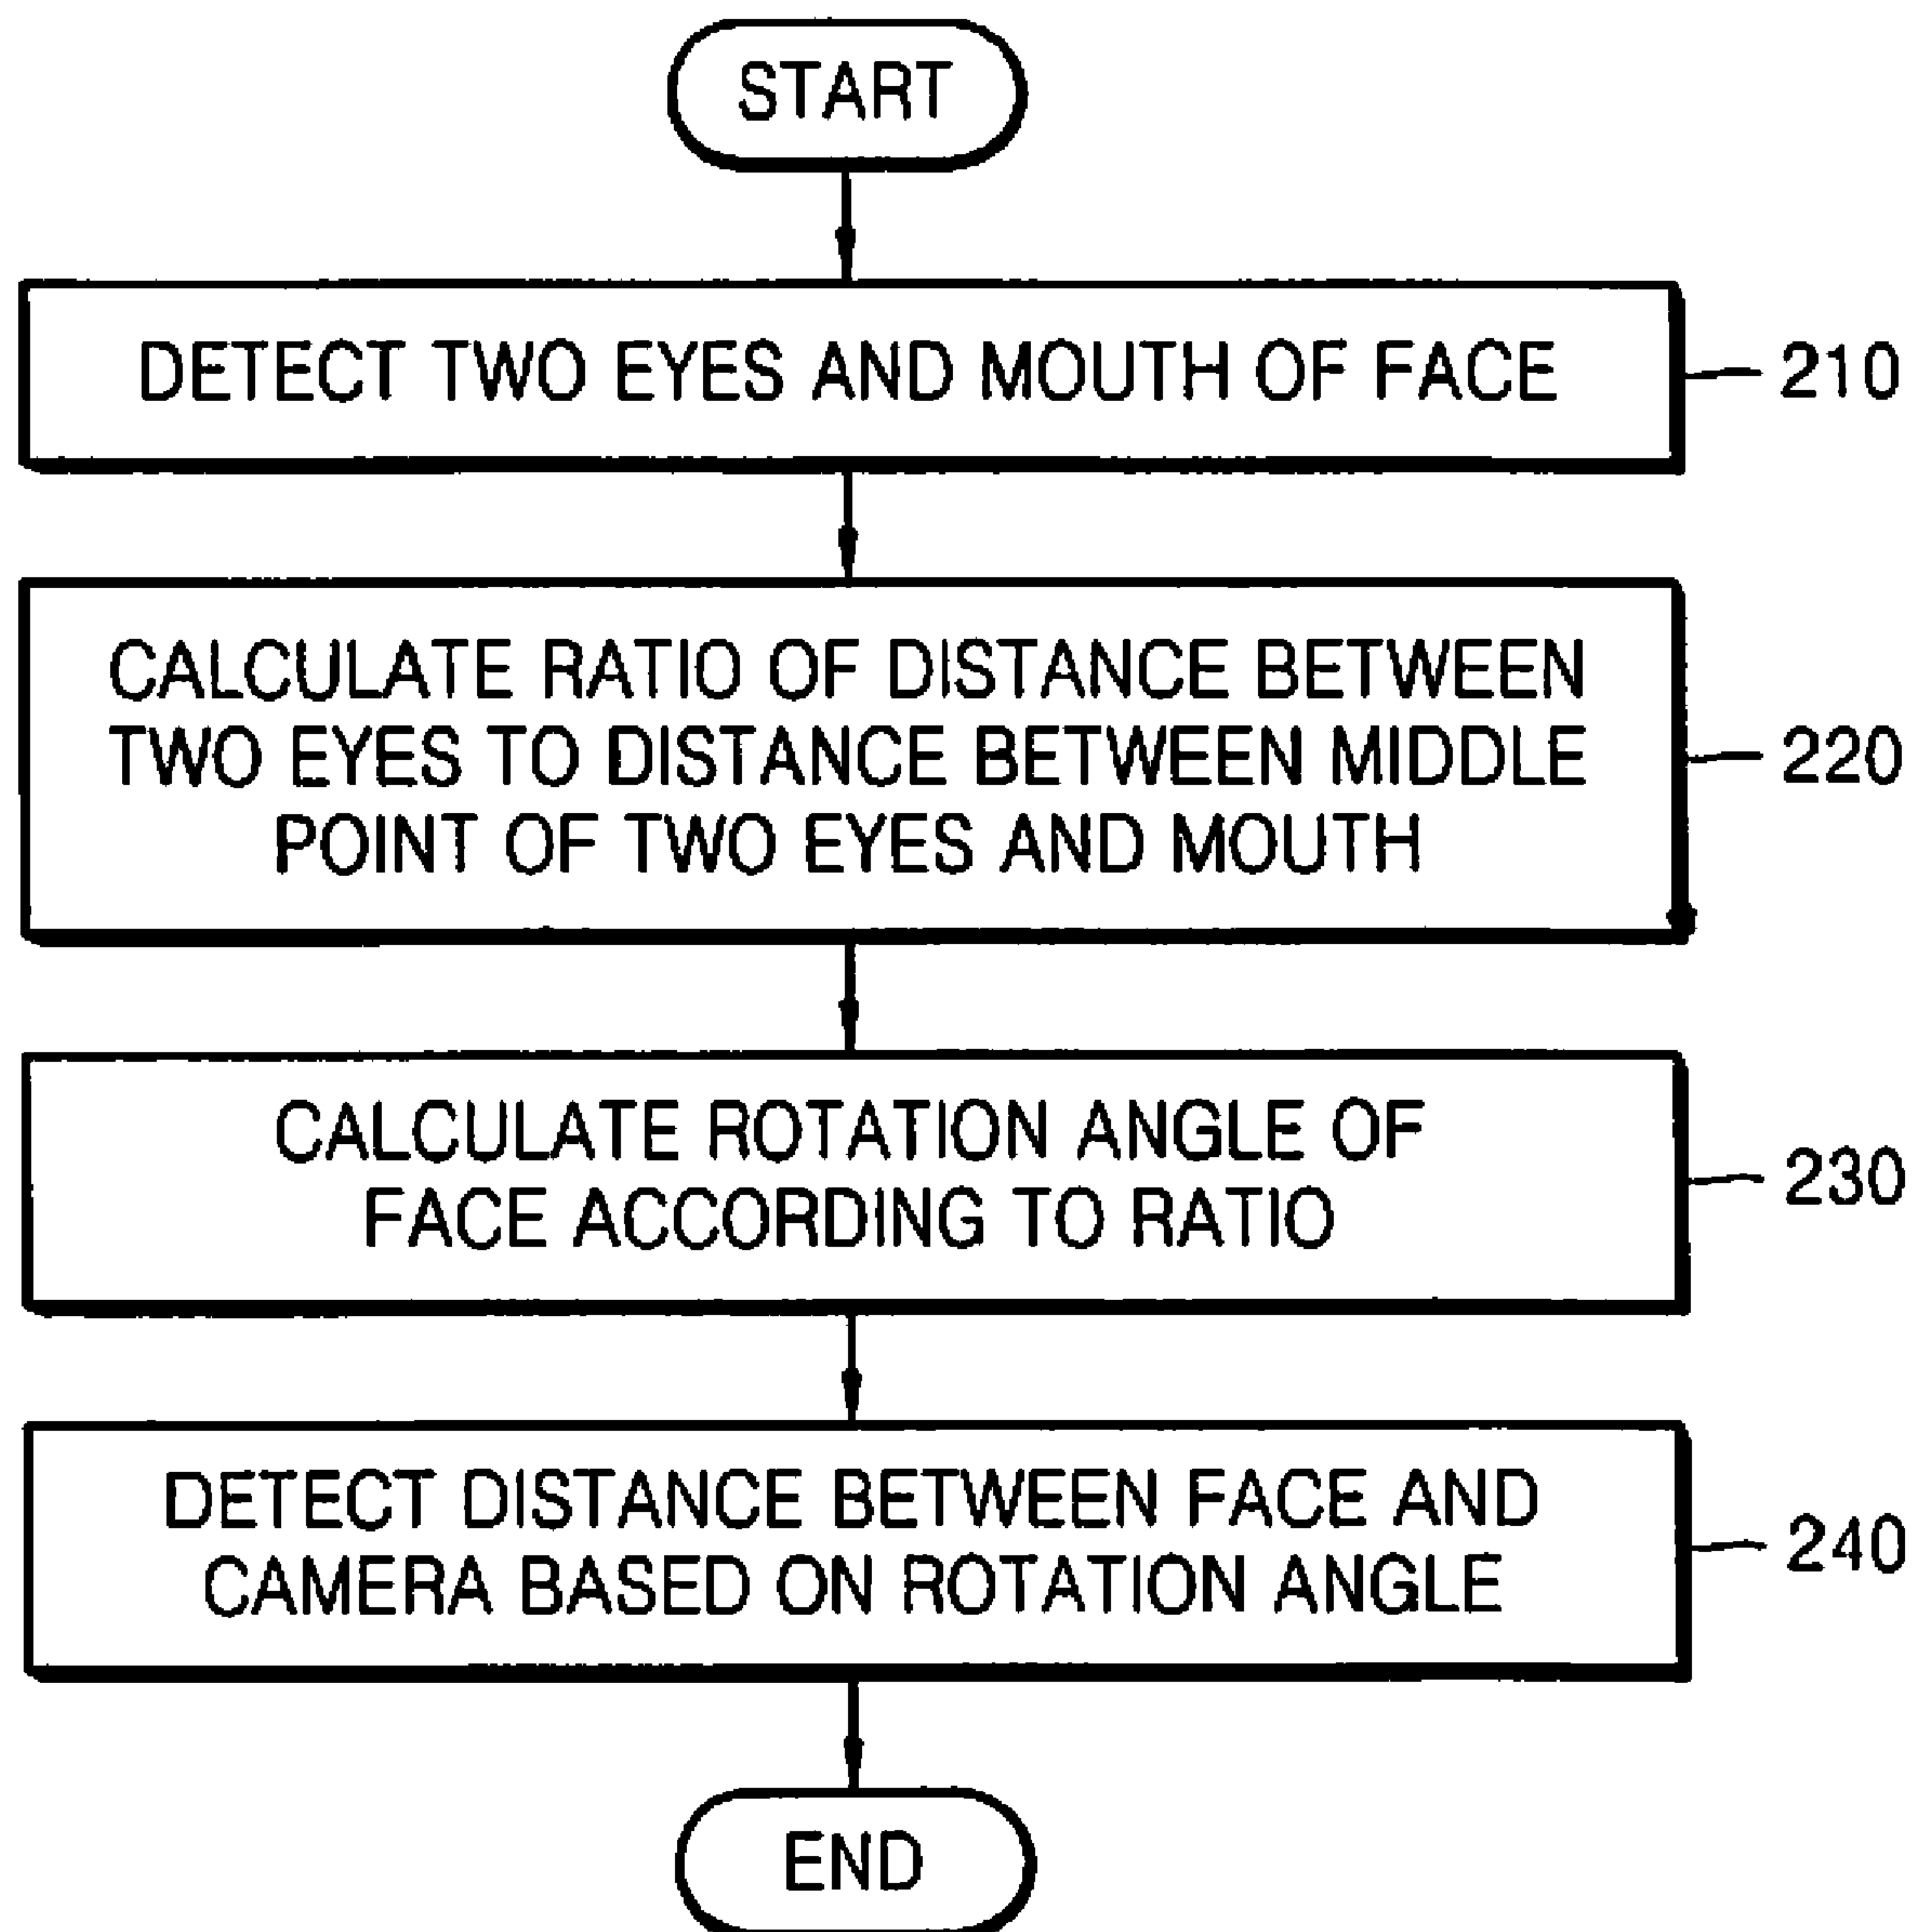 START
DETECT TWO EYES AND MOUTH OF FACE
210
CALCULATE RATIO OF DISTANCE BETWEEN
TWO EYES TO DISTANCE BETWEEN MIDDLE
POINT OF TWO EYES AND MOUTH
220
CALCULATE ROTATION ANGLE OF
FACE ACCORDING TO RATIO
230
DETECT DISTANCE BETWEEN FACE AND
CAMERA BASED ON ROTATION ANGLE
240
END